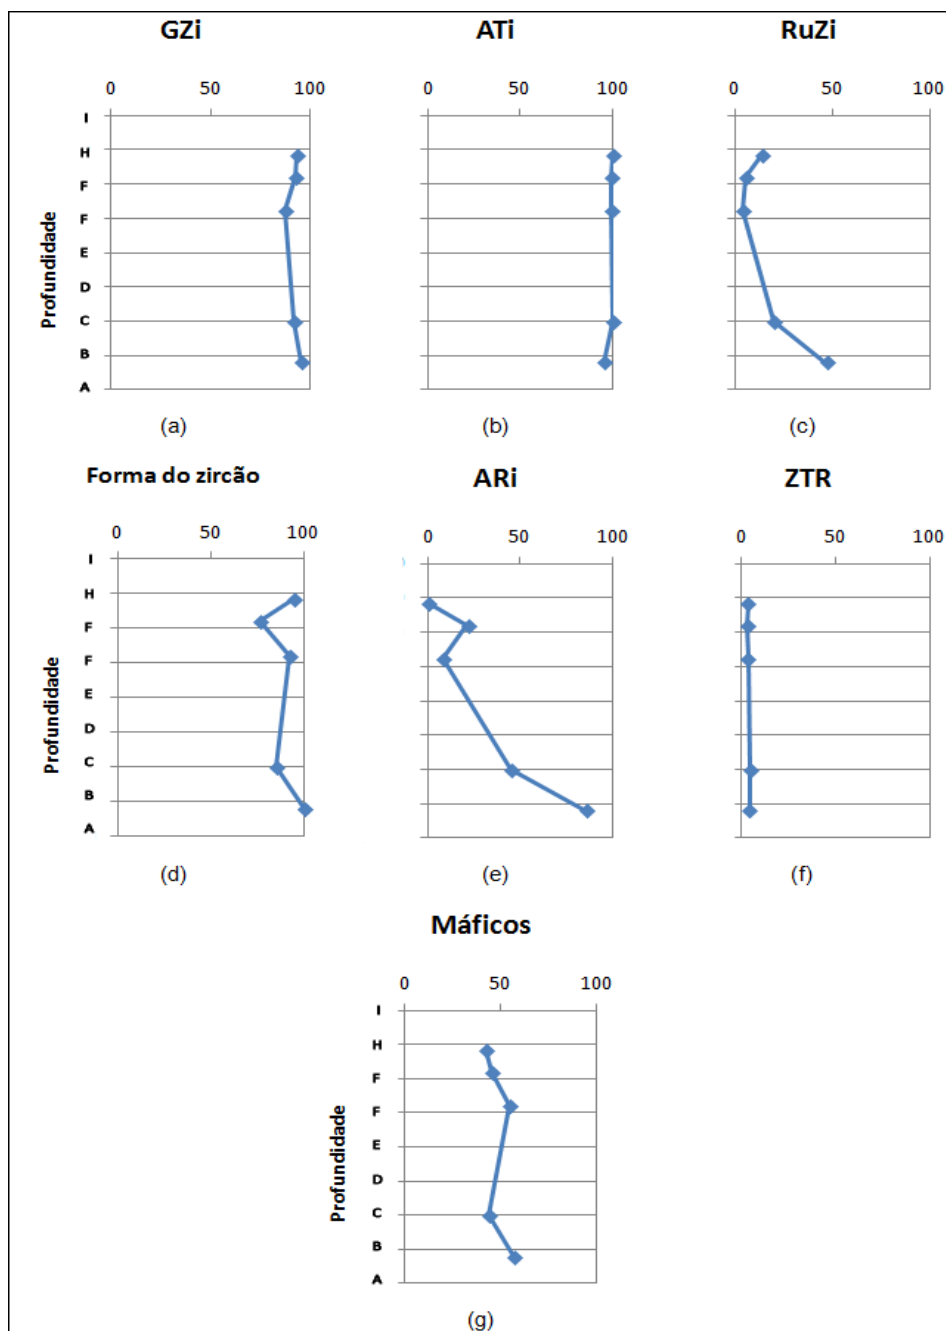 GZi ATi RuZi
0 50 100 0 50 100 0 50 100
I
H
F
F
E
D
C
B
A
Profundidade
(a) (b) (c)
Forma do zircão ARi ZTR
0 50 100 0 50 100 0 50 100
I
H
F
F
E
D
C
B
A
Profundidade
(d) (e) (f)
Máficos
0 50 100
I
H
F
F
E
D
C
B
A
Profundidade
(g)